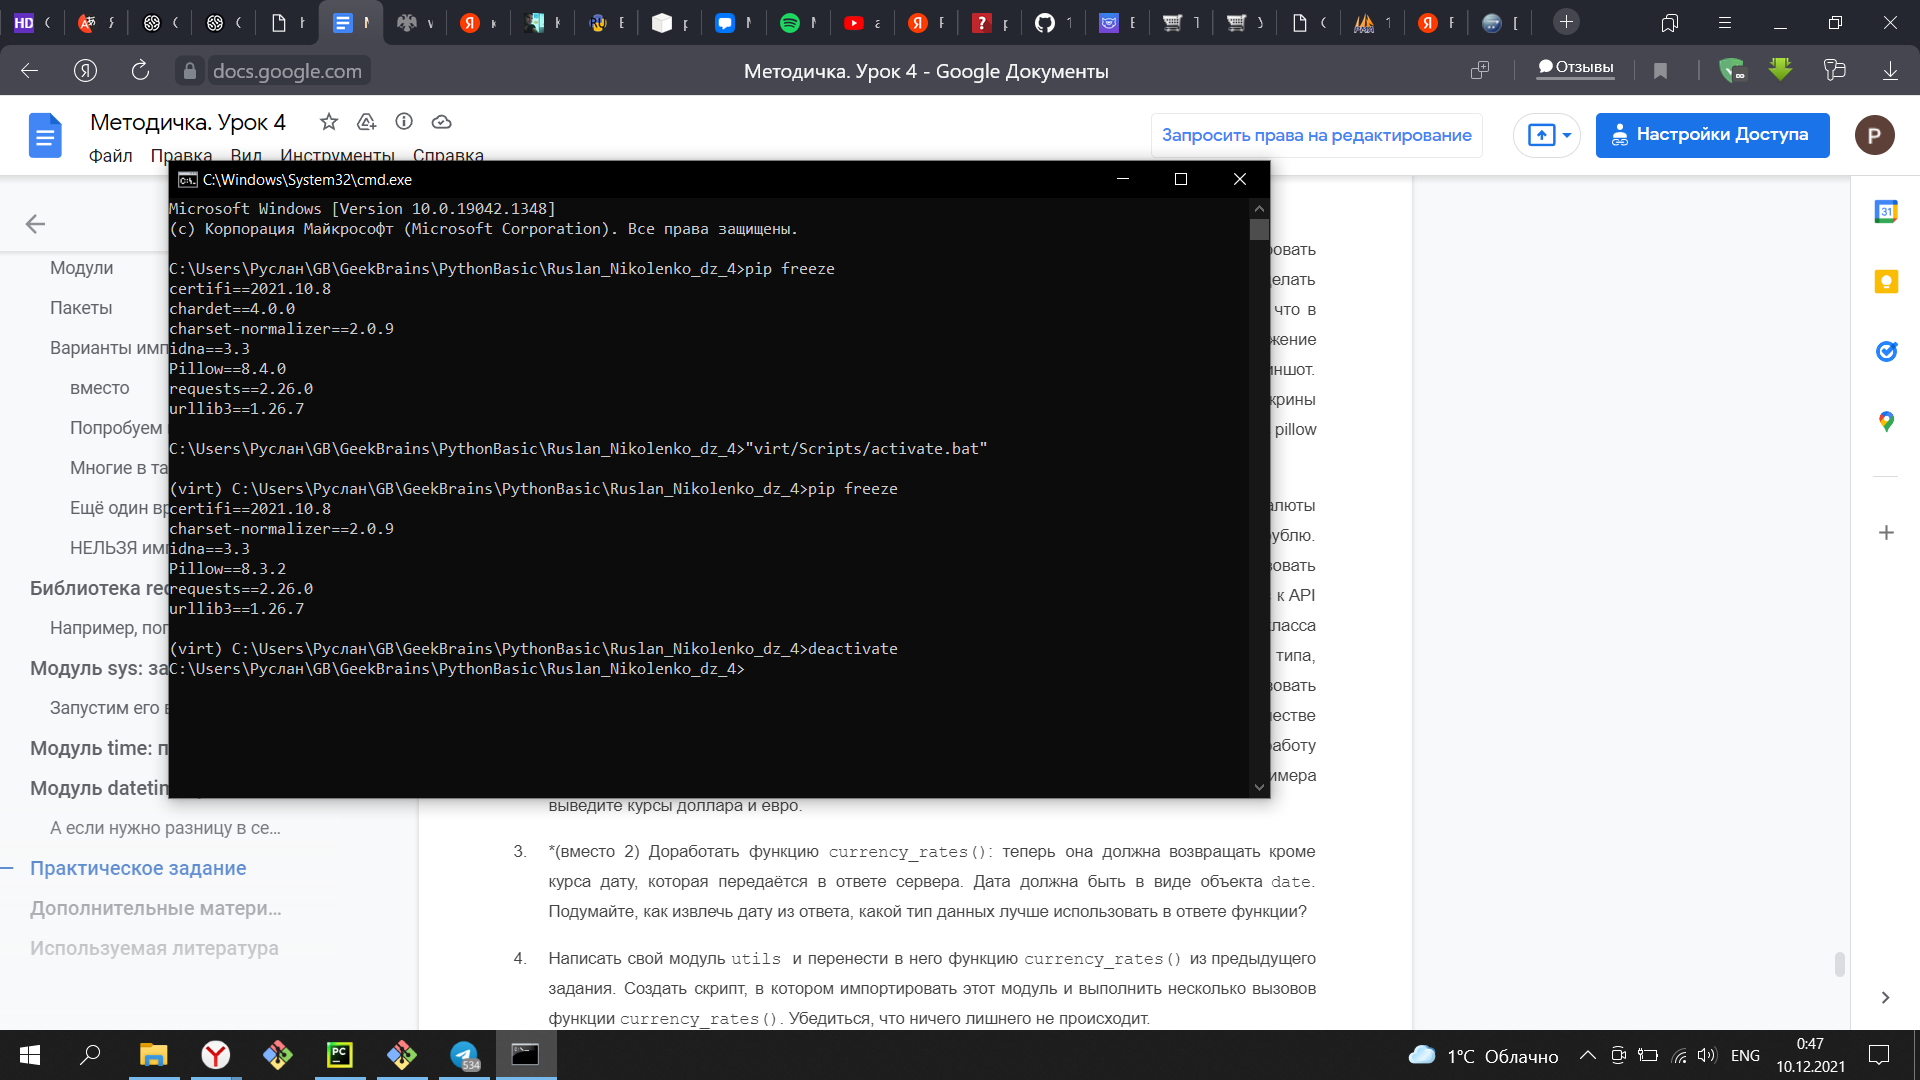 docs.google.com
Методичка. Урок 4 - Google Документы
Отзывы
Методичка. Урок 4
Файл Правка Вид Инструменты Справка
Запросить права на редактирование
Настройки Доступа
Р
C:\Windows\System32\cmd.exe
Microsoft Windows [Version 10.0.19042.1348]
(c) Корпорация Майкрософт (Microsoft Corporation). Все права защищены.
C:\Users\Руслан\GB\GeekBrains\PythonBasic\Ruslan_Nikolenko_dz_4>pip freeze
certifi==2021.10.8
chardet==4.0.0
charset-normalizer==2.0.9
idna==3.3
Pillow==8.4.0
requests==2.26.0
urllib3==1.26.7
C:\Users\Руслан\GB\GeekBrains\PythonBasic\Ruslan_Nikolenko_dz_4>"virt/Scripts/activate.bat"
(virt) C:\Users\Руслан\GB\GeekBrains\PythonBasic\Ruslan_Nikolenko_dz_4>pip freeze
certifi==2021.10.8
charset-normalizer==2.0.9
idna==3.3
Pillow==8.3.2
requests==2.26.0
urllib3==1.26.7
(virt) C:\Users\Руслан\GB\GeekBrains\PythonBasic\Ruslan_Nikolenko_dz_4>deactivate
C:\Users\Руслан\GB\GeekBrains\PythonBasic\Ruslan_Nikolenko_dz_4>
Модули
Пакеты
Варианты имп
вместо
Попробуем
Многие в та
Ещё один вр
НЕЛЬЗЯ им
Библиотека rec
Например, пог
Модуль sys: за
Запустим его в
Модуль time: п
Модуль datetim
А если нужно разницу в се...
Практическое задание
Дополнительные матери...
Используемая литература
овать
елать
что в
жение
иншот.
крины
pillow
алюты
ублю.
овать
к API
ласса
типа,
овать
естве
аботу
имера
выведите курсы доллара и евро.
3. *(вместо 2) Доработать функцию currency_rates(): теперь она должна возвращать кроме
курса дату, которая передаётся в ответе сервера. Дата должна быть в виде объекта date.
Подумайте, как извлечь дату из ответа, какой тип данных лучше использовать в ответе функции?
4. Написать свой модуль utils и перенести в него функцию currency_rates() из предыдущего
задания. Создать скрипт, в котором импортировать этот модуль и выполнить несколько вызовов
функции currency_rates(). Убедиться, что ничего лишнего не происходит.
534
1°C Облачно
ENG
0:47
10.12.2021